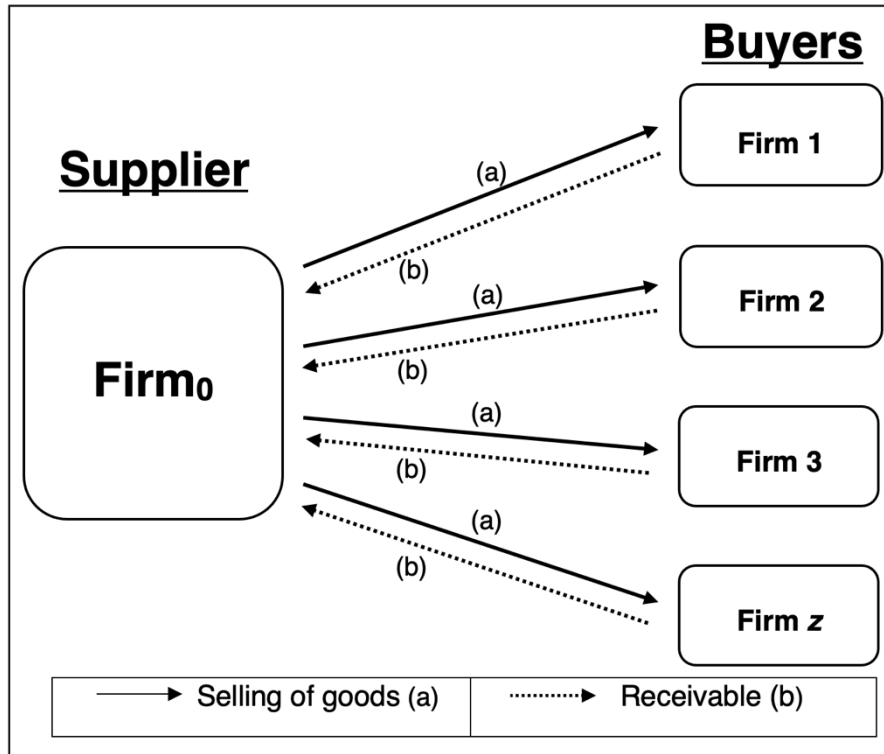 Buyers
Supplier
Firm₀
Firm 1
Firm 2
Firm 3
Firm z
(a)
(b)
(a)
(b)
(a)
(b)
(a)
(b)
Selling of goods (a)
Receivable (b)